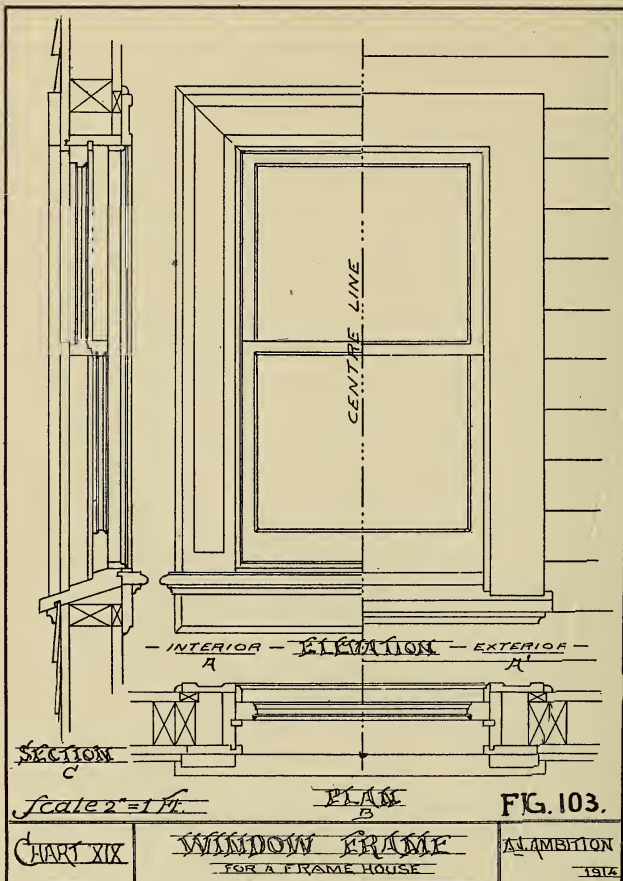 CENTRE LINE
— INTERIOR — ELEVATION — EXTERIOR —
A
A'
SECTION
C
PLAN
B
Scale 2"=1 Ft.
FIG. 103.
CHART XIX
WINDOW FRAME
FOR A FRAME HOUSE
A.J. AMBITION
1914